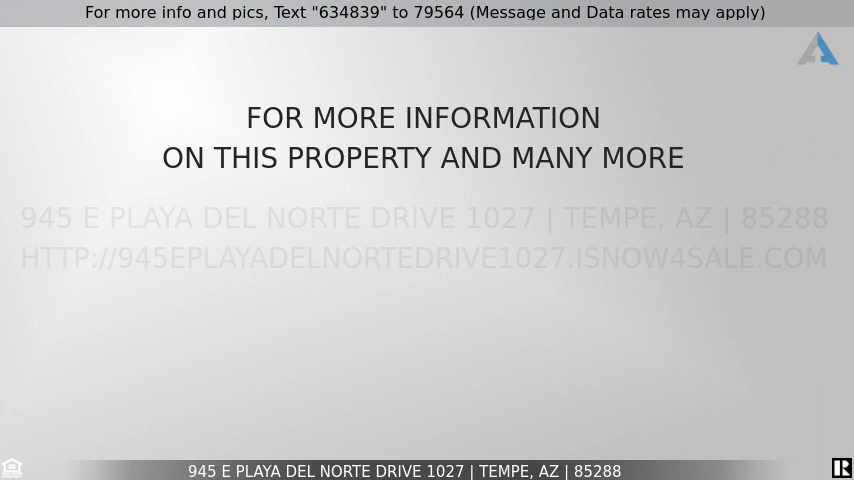 For more info and pics, Text "634839" to 79564 (Message and Data rates may apply)
FOR MORE INFORMATION
ON THIS PROPERTY AND MANY MORE
945 E PLAYA DEL NORTE DRIVE 1027 | TEMPE, AZ | 85288
HTTP://945EPLAYADELNORTEDRIVE1027.ISNOW4SALE.COM
945 E PLAYA DEL NORTE DRIVE 1027 | TEMPE, AZ | 85288